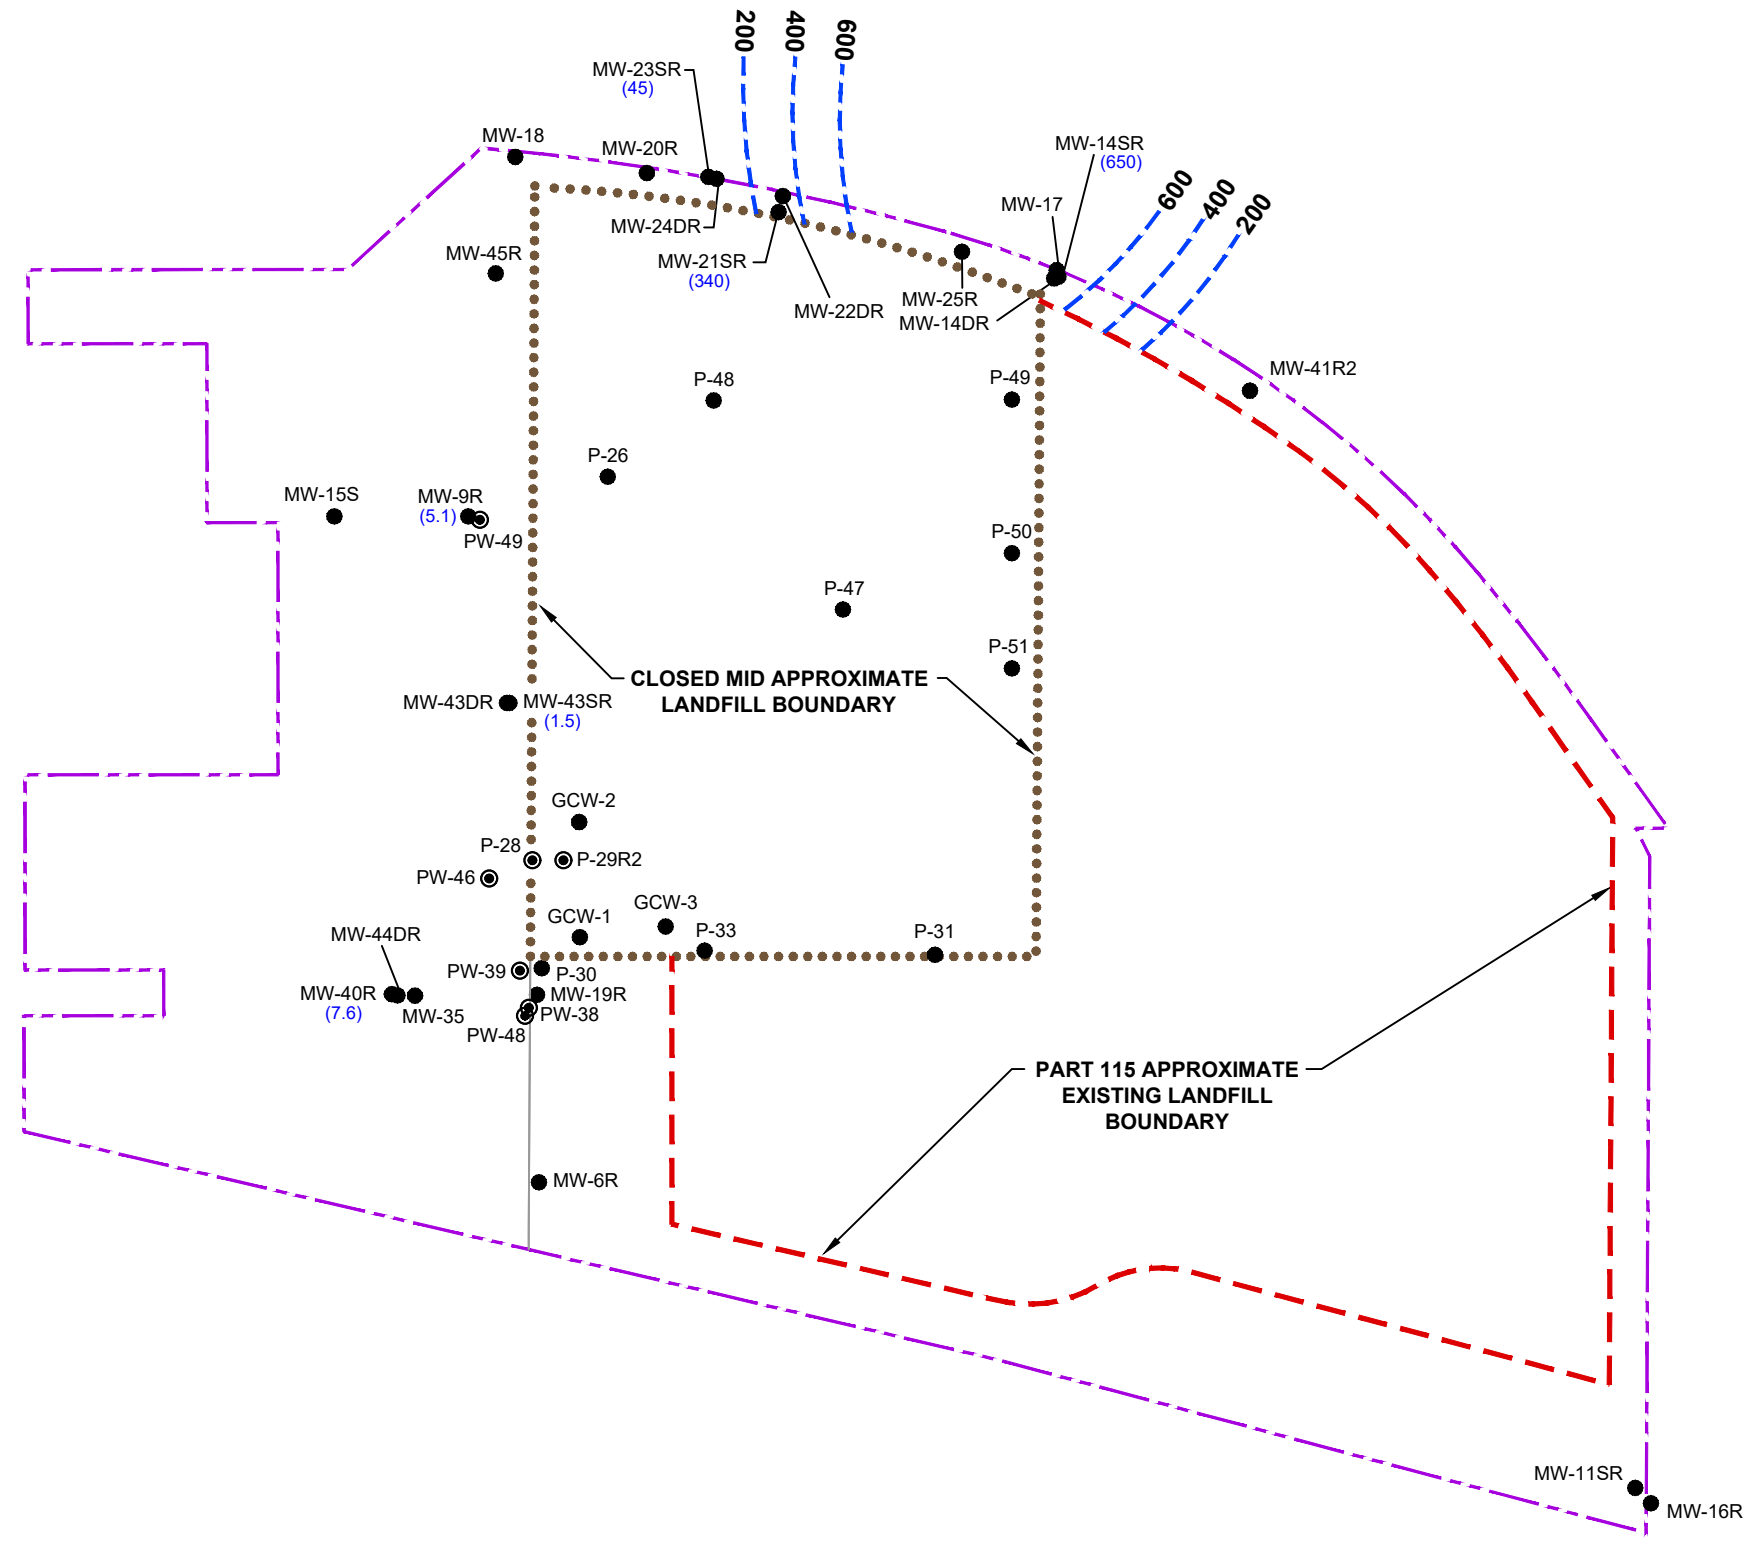 200
400
600
MW-23SR
(45)
MW-18
MW-20R
MW-14SR
(650)
600
400
200
MW-17
MW-24DR
MW-45R
MW-21SR
(340)
MW-22DR
MW-25R
MW-14DR
MW-41R2
P-48
P-49
P-26
MW-15S
MW-9R
(5.1)
PW-49
P-50
P-47
P-51
CLOSED MID APPROXIMATE
LANDFILL BOUNDARY
MW-43DR
MW-43SR
(1.5)
GCW-2
P-28
P-29R2
PW-46
GCW-3
GCW-1
P-33
P-31
MW-44DR
PW-39
P-30
MW-40R
(7.6)
MW-35
MW-19R
PW-38
PW-48
PART 115 APPROXIMATE
EXISTING LANDFILL
BOUNDARY
MW-6R
MW-11SR
MW-16R